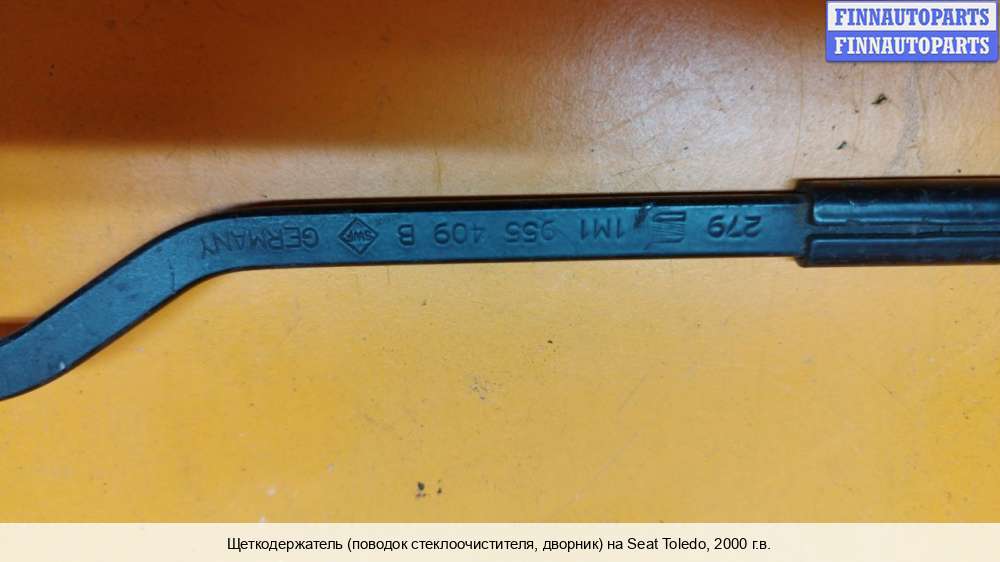 FINNAUTOPARTS
FINNAUTOPARTS
279 1M1 955 409 B SWF GERMANY
Щеткодержатель (поводок стеклоочистителя, дворник) на Seat Toledo, 2000 г.в.